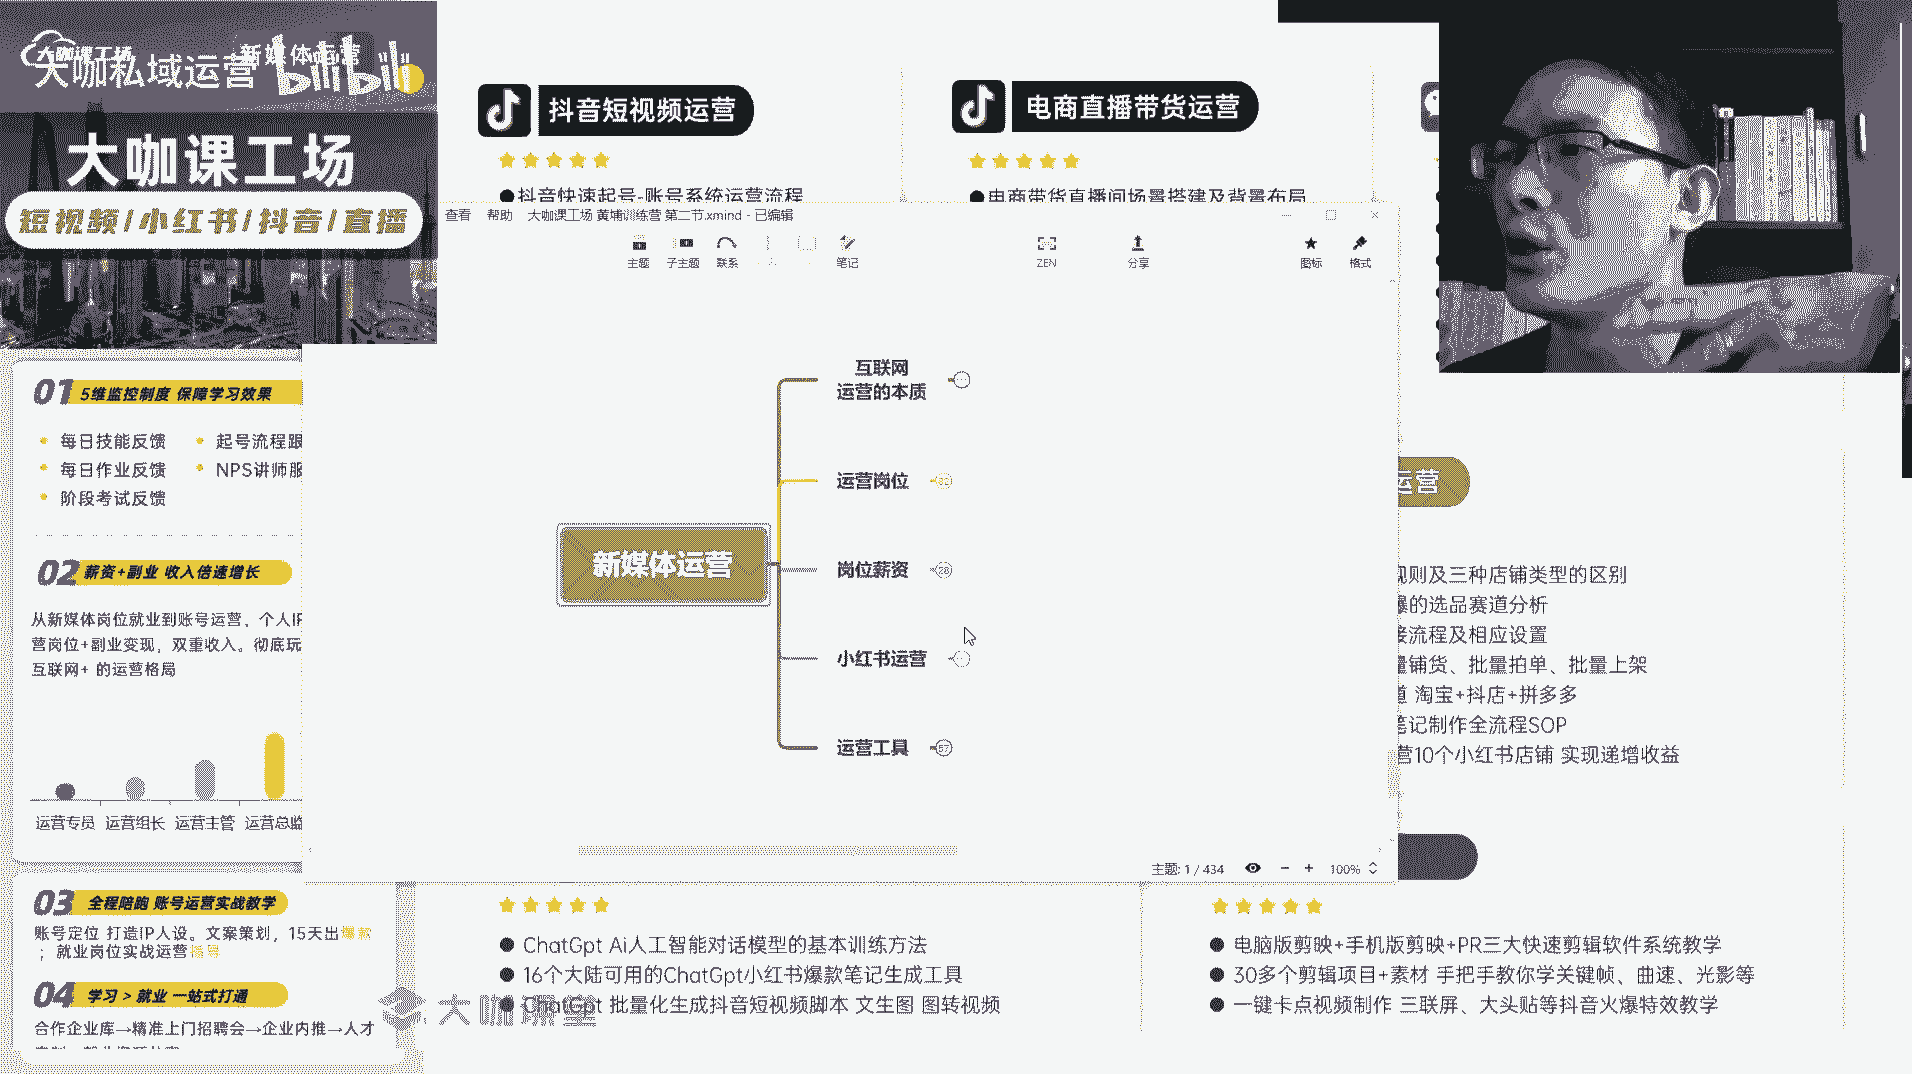 大咖课工场
大咖私域运营
新媒体运营
bilibili
大咖课工场
短视频/小红书/抖音/直播
抖音短视频运营
抖音快速起号-账号系统运营流程
电商直播带货运营
电商带货直播间场景搭建及背景布局
查看 帮助 大咖课工场 黄埔训练营 第二节.xmind - 已编辑
主题 子主题 联系 笔记 ZEN 分享 图标 格式
互联网
运营的本质
运营岗位
新媒体运营
岗位薪资 28
小红书运营
运营工具 57
主题: 1 / 434 100%
01 5维监控制度 保障学习效果
每日技能反馈 起号流程跟
每日作业反馈 NPS讲师服
阶段考试反馈
02 薪资+副业 收入倍速增长
从新媒体岗位就业到账号运营，个人IP
营岗位+副业变现，双重收入。彻底玩
互联网+ 的运营格局
运营专员 运营组长 运营主管 运营总监
03 全程陪跑 账号运营实战教学
账号定位 打造IP人设。文案策划，15天出爆款
；就业岗位实战运营指导
04 学习 > 就业 一站式打通
合作企业库→精准上门招聘会→企业内推→人才
运营
规则及三种店铺类型的区别
爆的选品赛道分析
接流程及相应设置
量铺货、批量拍单、批量上架
道 淘宝+抖店+拼多多
笔记制作全流程SOP
营10个小红书店铺 实现递增收益
ChatGpt Ai人工智能对话模型的基本训练方法
16个大陆可用的ChatGpt小红书爆款笔记生成工具
ChatGpt 批量化生成抖音短视频脚本 文生图 图转视频
电脑版剪映+手机版剪映+PR三大快速剪辑软件系统教学
30多个剪辑项目+素材 手把手教你学关键帧、曲速、光影等
一键卡点视频制作 三联屏、大头贴等抖音火爆特效教学
大咖课堂